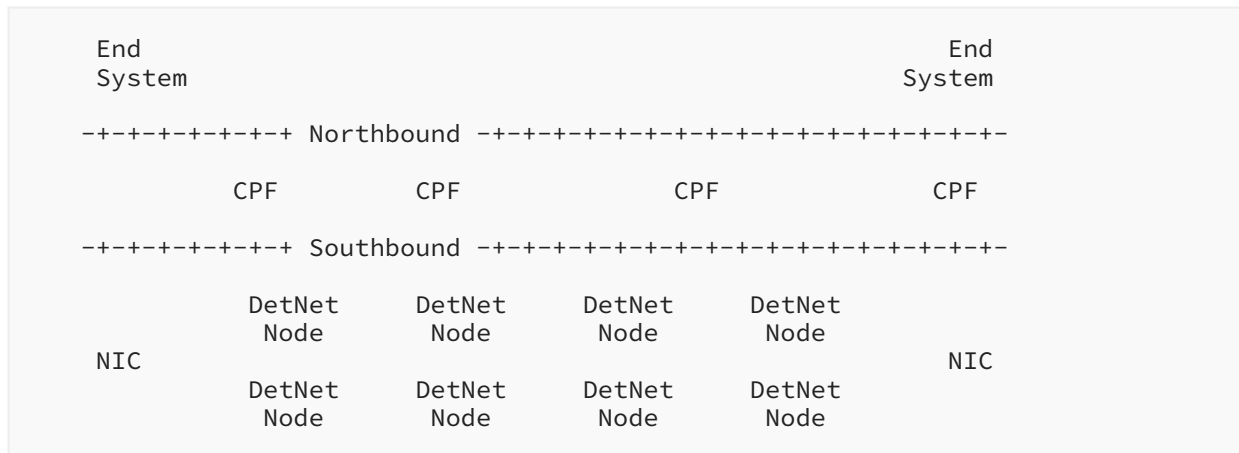 End                                                     End
System                                               System
-+-+-+-+-+-+-+ Northbound -+-+-+-+-+-+-+-+-+-+-+-+-+-+-+-+-+-
CPF         CPF              CPF              CPF
-+-+-+-+-+-+-+ Southbound -+-+-+-+-+-+-+-+-+-+-+-+-+-+-+-+-+-
DetNet     DetNet     DetNet     DetNet
Node       Node       Node       Node
NIC                                                     NIC
DetNet     DetNet     DetNet     DetNet
Node       Node       Node       Node